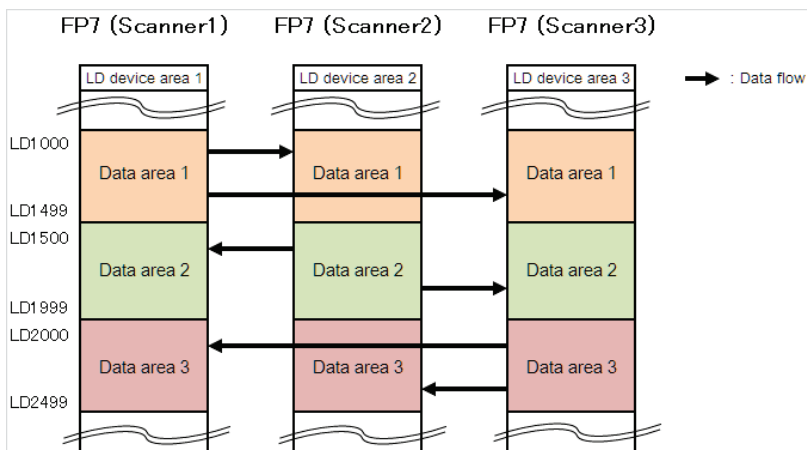 FP7 (Scanner1) FP7 (Scanner2) FP7 (Scanner3)
LD device area 1 LD device area 2 LD device area 3 : Data flow
LD1000
Data area 1 Data area 1 Data area 1
LD1499
LD1500
Data area 2 Data area 2 Data area 2
LD1999
LD2000
Data area 3 Data area 3 Data area 3
LD2499